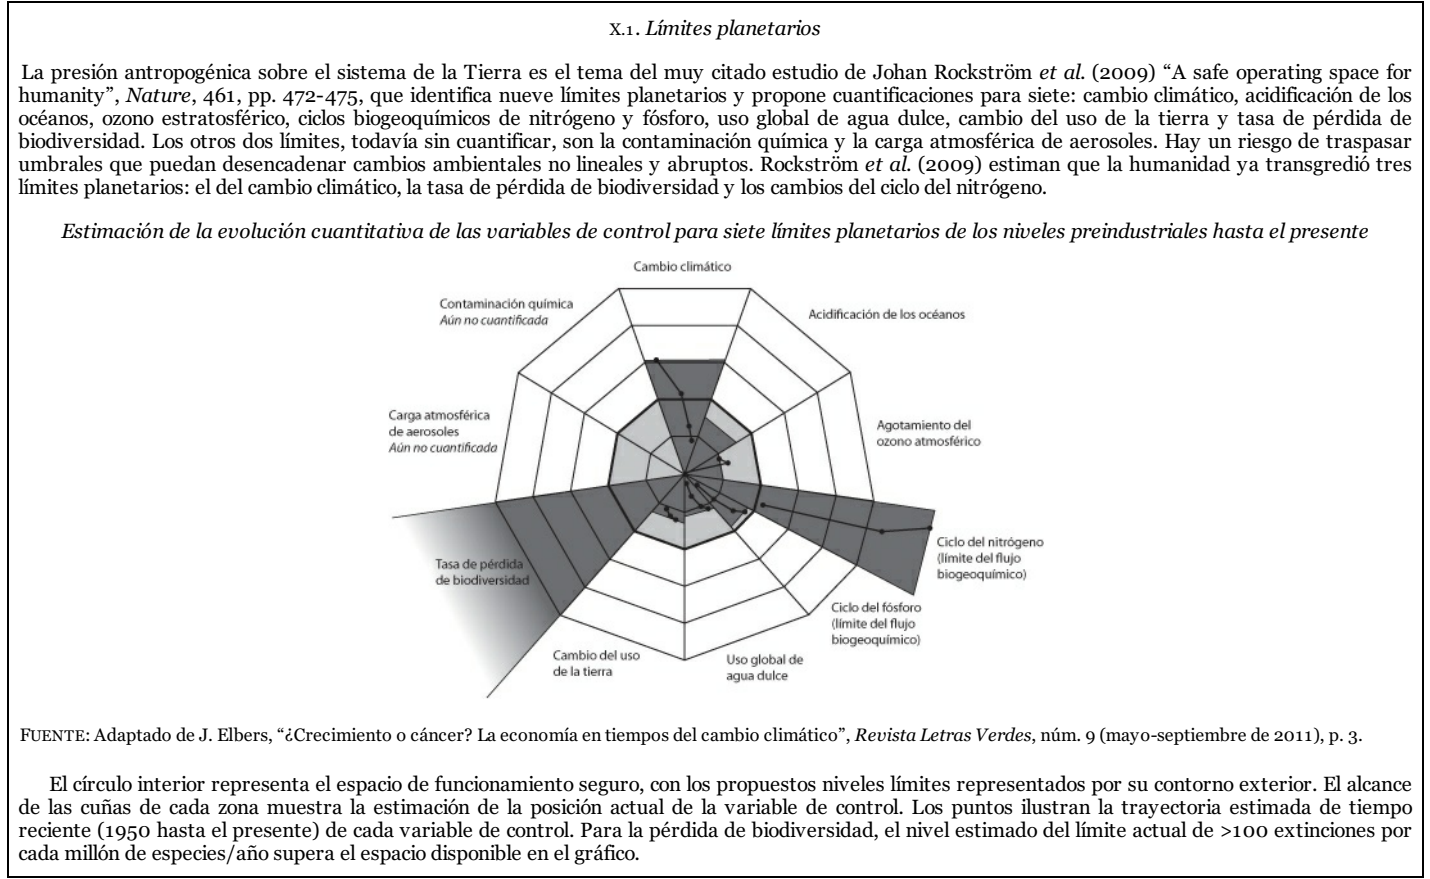 X.1. Límites planetarios
La presión antropogénica sobre el sistema de la Tierra es el tema del muy citado estudio de Johan Rockström et al. (2009) “A safe operating space for
humanity”, Nature, 461, pp. 472-475, que identifica nueve límites planetarios y propone cuantificaciones para siete: cambio climático, acidificación de los
océanos, ozono estratosférico, ciclos biogeoquímicos de nitrógeno y fósforo, uso global de agua dulce, cambio del uso de la tierra y tasa de pérdida de
biodiversidad. Los otros dos límites, todavía sin cuantificar, son la contaminación química y la carga atmosférica de aerosoles. Hay un riesgo de traspasar
umbrales que puedan desencadenar cambios ambientales no lineales y abruptos. Rockström et al. (2009) estiman que la humanidad ya transgredió tres
límites planetarios: el del cambio climático, la tasa de pérdida de biodiversidad y los cambios del ciclo del nitrógeno.
Estimación de la evolución cuantitativa de las variables de control para siete límites planetarios de los niveles preindustriales hasta el presente
Cambio climático
Contaminación química
Aún no cuantificada
Acidificación de los océanos
Carga atmosférica
de aerosoles
Aún no cuantificada
Agotamiento del
ozono atmosférico
Ciclo del nitrógeno
(límite del flujo
biogeoquímico)
Tasa de pérdida
de biodiversidad
Ciclo del fósforo
(límite del flujo
biogeoquímico)
Cambio del uso
de la tierra
Uso global de
agua dulce
FUENTE: Adaptado de J. Elbers, “¿Crecimiento o cáncer? La economía en tiempos del cambio climático”, Revista Letras Verdes, núm. 9 (mayo-septiembre de 2011), p. 3.
El círculo interior representa el espacio de funcionamiento seguro, con los propuestos niveles límites representados por su contorno exterior. El alcance
de las cuñas de cada zona muestra la estimación de la posición actual de la variable de control. Los puntos ilustran la trayectoria estimada de tiempo
reciente (1950 hasta el presente) de cada variable de control. Para la pérdida de biodiversidad, el nivel estimado del límite actual de >100 extinciones por
cada millón de especies/año supera el espacio disponible en el gráfico.